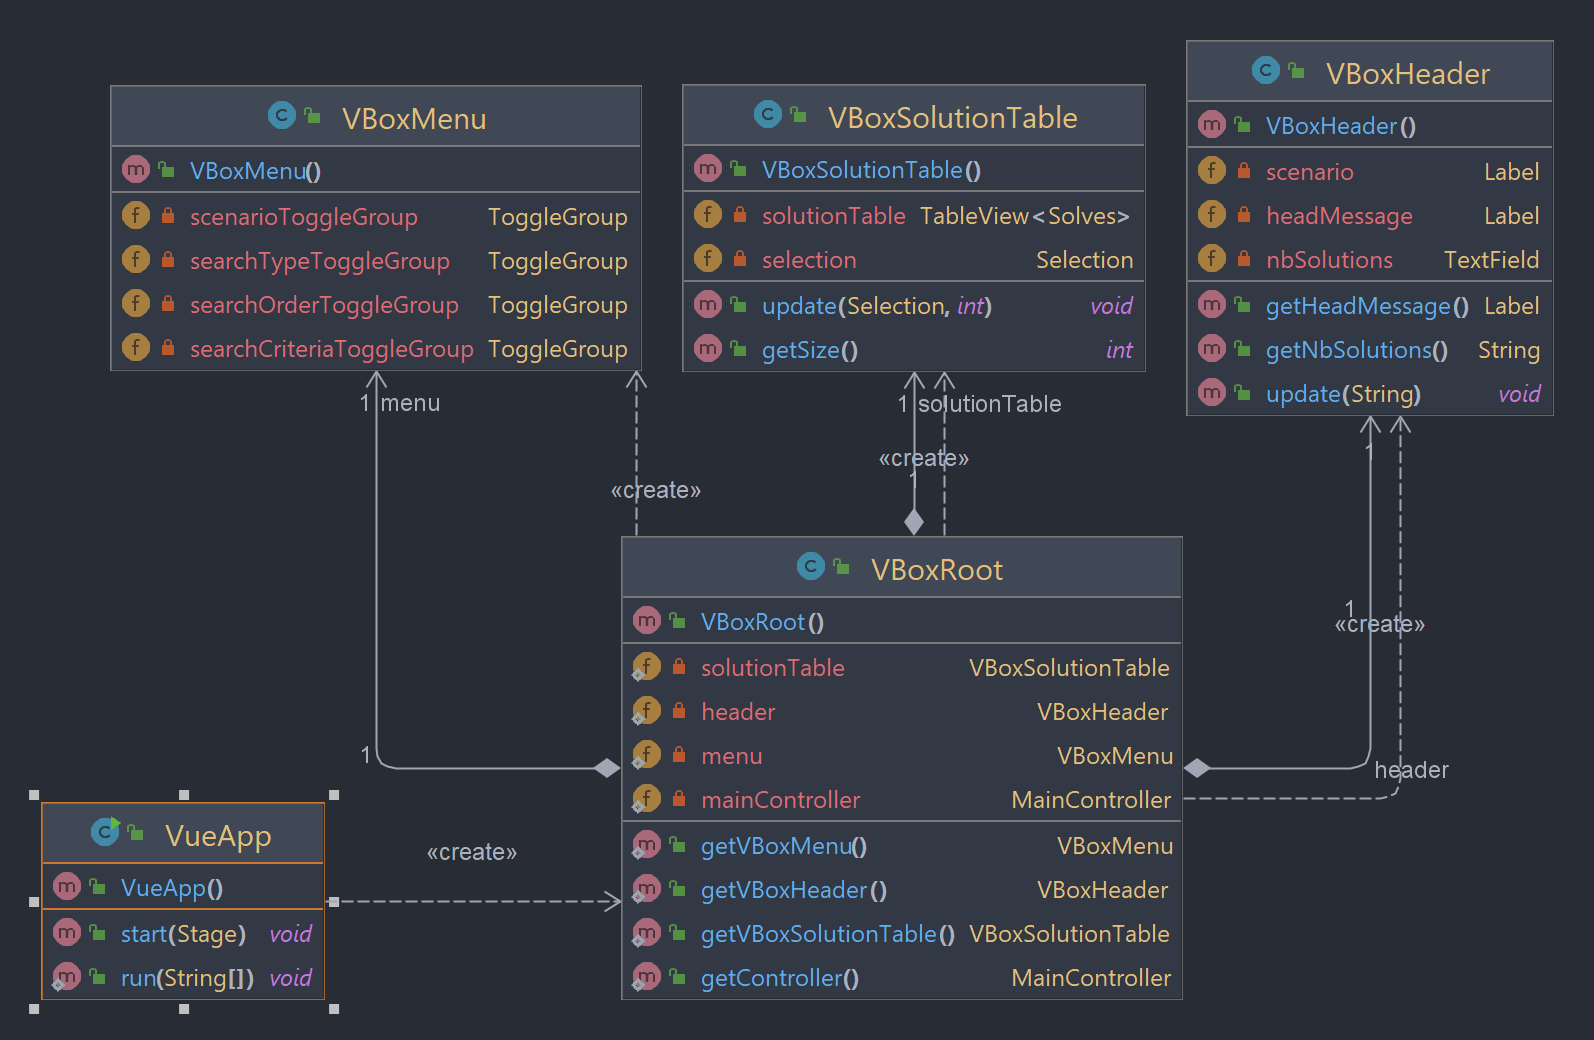 VBoxMenu
VBoxMenu()
scenarioToggleGroup ToggleGroup
searchTypeToggleGroup ToggleGroup
searchOrderToggleGroup ToggleGroup
searchCriteriaToggleGroup ToggleGroup
VBoxSolutionTable
VBoxSolutionTable()
solutionTable TableView<Solves>
selection Selection
update(Selection, int) void
getSize() int
VBoxHeader
VBoxHeader()
scenario Label
headMessage Label
nbSolutions TextField
getHeadMessage() Label
getNbSolutions() String
update(String) void
1 menu
1 solutionTable
1
«create»
1
«create»
1
«create»
1
header
«create»
VBoxRoot
VBoxRoot()
solutionTable VBoxSolutionTable
header VBoxHeader
menu VBoxMenu
mainController MainController
getVBoxMenu() VBoxMenu
getVBoxHeader() VBoxHeader
getVBoxSolutionTable() VBoxSolutionTable
getController() MainController
VueApp
VueApp()
start(Stage) void
run(String[]) void